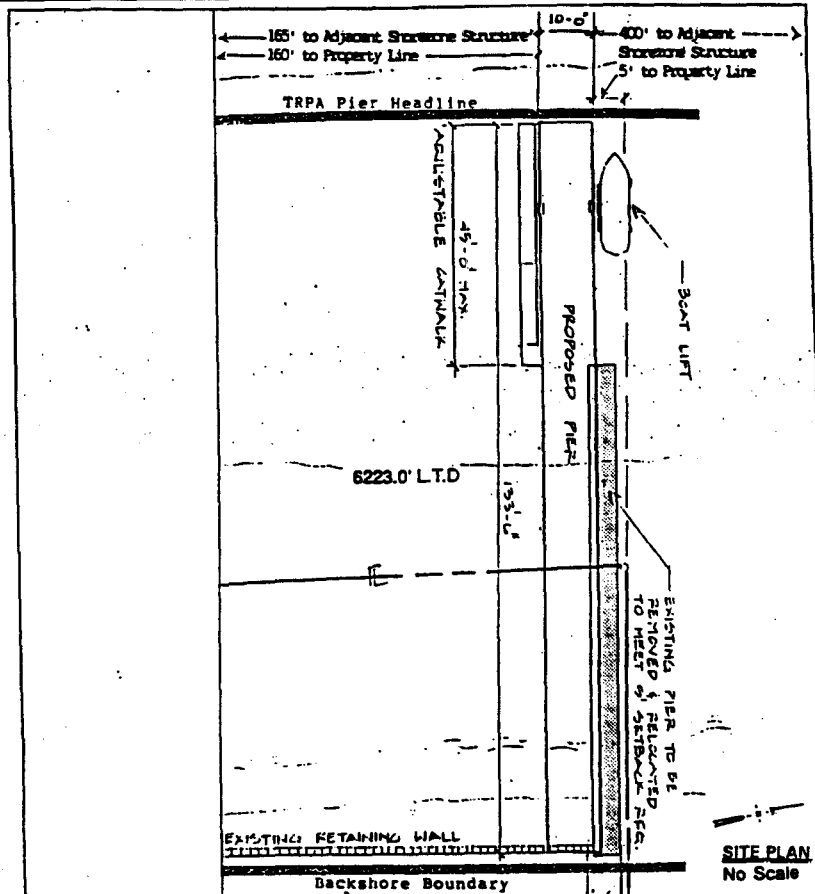 10-0"
165' to Adjacent Shorezone Structure
160' to Property Line
400' to Adjacent
Shorezone Structure
5' to Property Line
TRPA Pier Headline
ADJUSTABLE CATWALK
45'-0" MAX.
BOAT LIFT
PROPOSED PIER
6223.0' L.T.D
133'-6"
EXISTING PIER TO BE
REMOVED & RELOCATED
TO MEET 5' SETBACK REG.
EXISTING RETAINING WALL
Backshore Boundary
SITE PLAN
No Scale